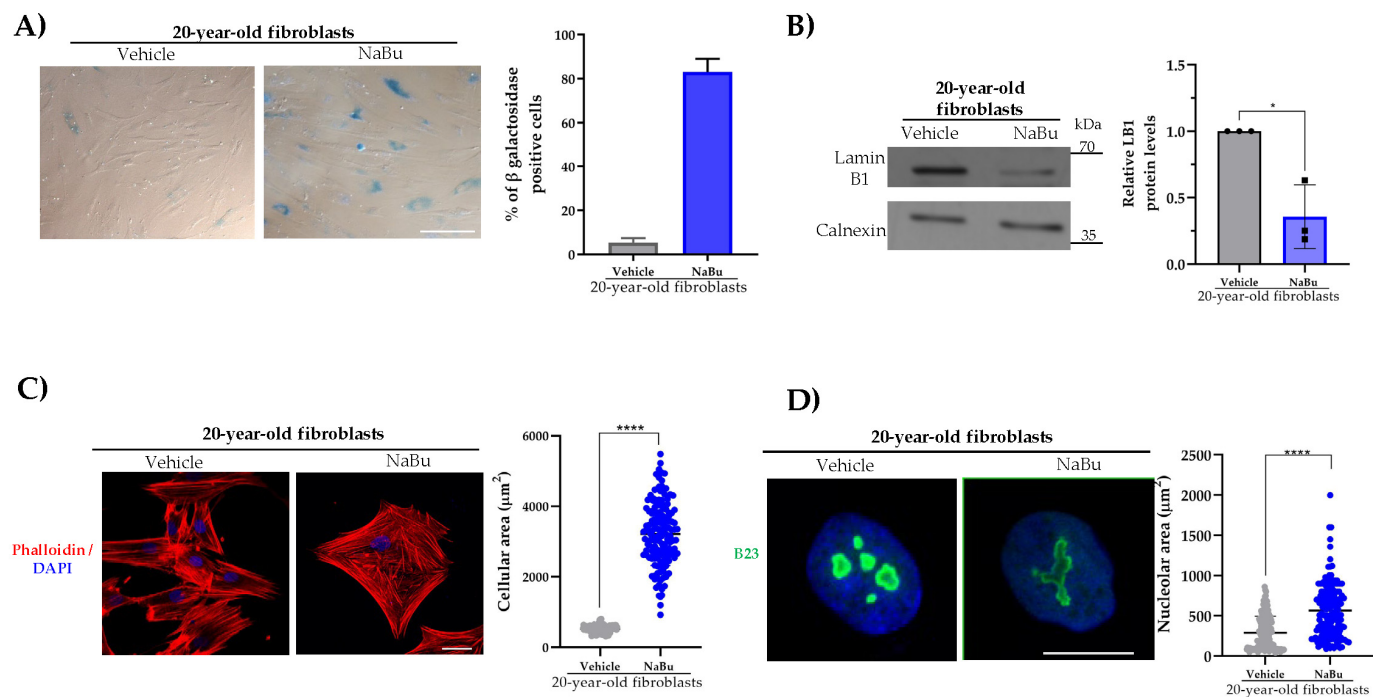 A)
20-year-old fibroblasts
Vehicle
NaBu
% of β galactosidase
positive cells
100
80
60
40
20
0
Vehicle
NaBu
20-year-old fibroblasts
B)
20-year-old
fibroblasts
Vehicle
NaBu
kDa
70
Lamin
B1
Calnexin
35
Relative LB1
protein levels
1.5
1.0
0.5
0.0
*
Vehicle
NaBu
20-year-old fibroblasts
C)
20-year-old fibroblasts
Vehicle
NaBu
Phalloidin /
DAPI
Cellular area (μm²)
6000
4000
2000
0
****
Vehicle
NaBu
20-year-old fibroblasts
D)
20-year-old fibroblasts
Vehicle
NaBu
B23
Nucleolar area (μm²)
2500
2000
1500
1000
500
0
****
Vehicle
NaBu
20-year-old fibroblasts